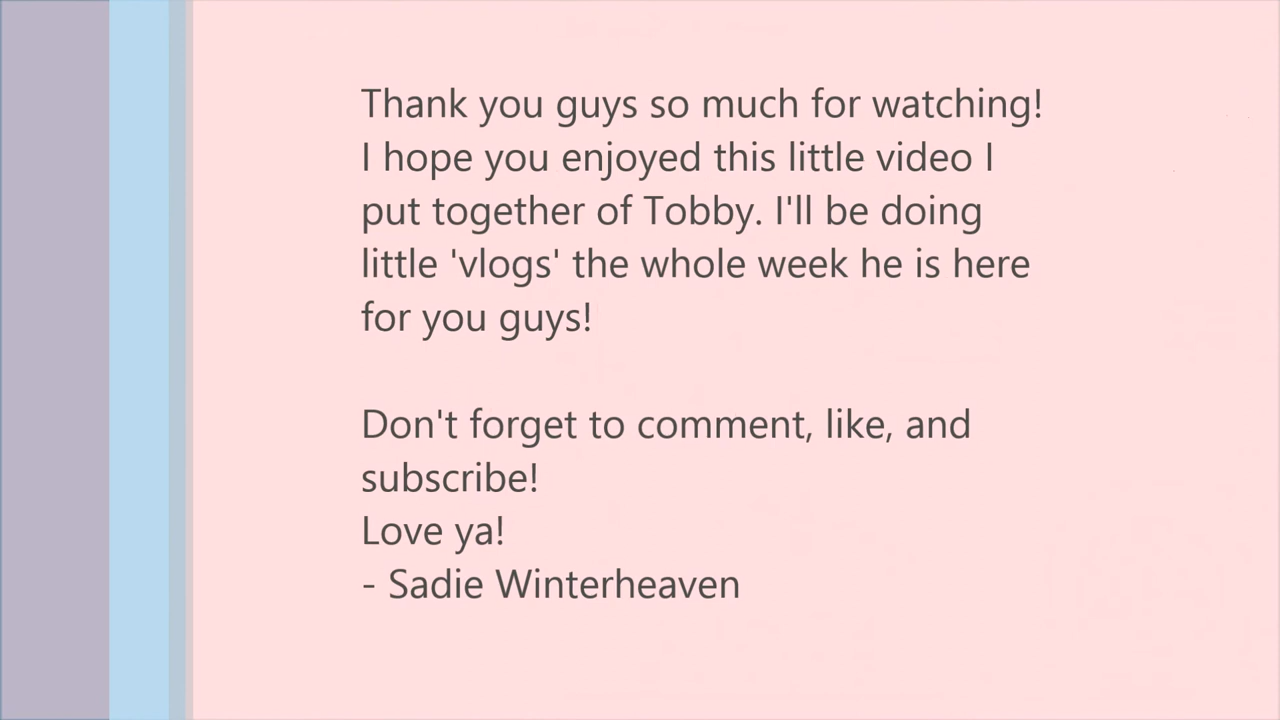 Thank you guys so much for watching!
I hope you enjoyed this little video I
put together of Tobby. I'll be doing
little 'vlogs' the whole week he is here
for you guys!
Don't forget to comment, like, and
subscribe!
Love ya!
- Sadie Winterheaven